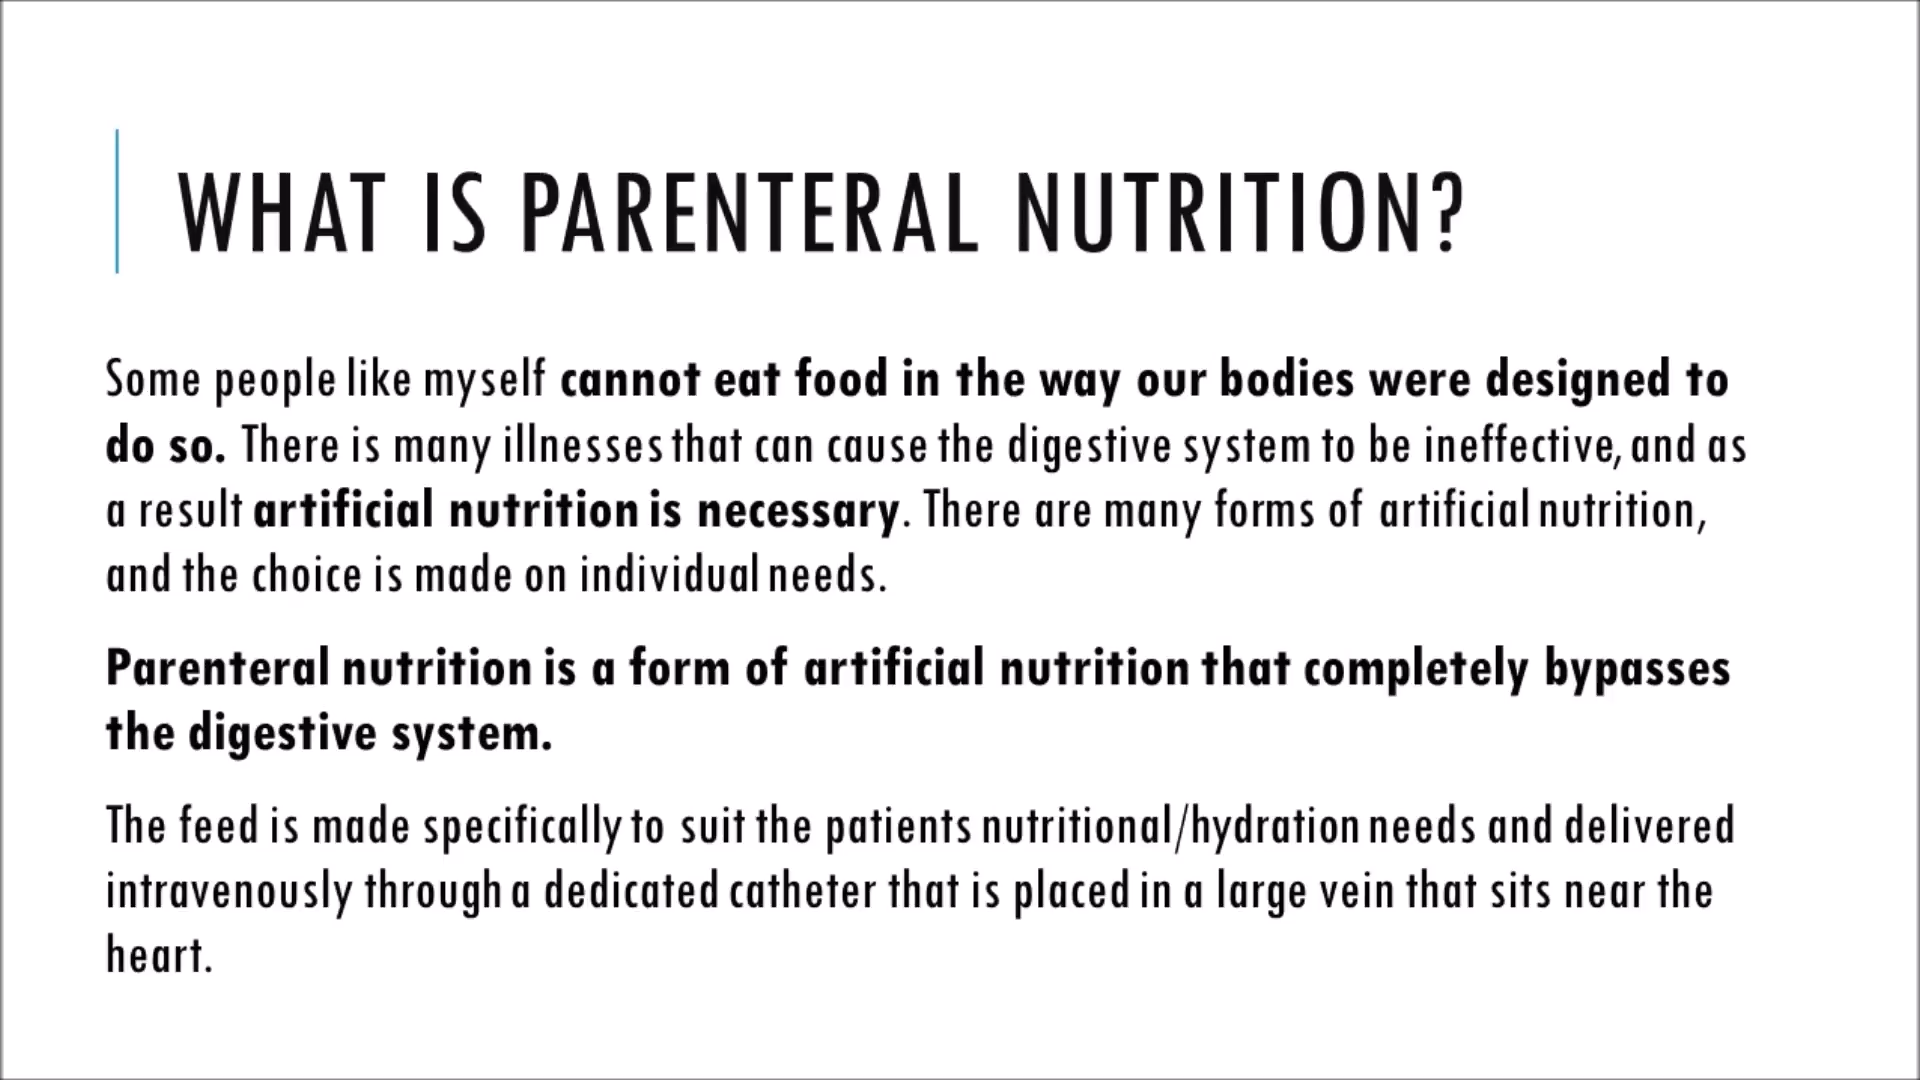 WHAT IS PARENTERAL NUTRITION?
Some people like myself cannot eat food in the way our bodies were designed to
do so. There is many illnesses that can cause the digestive system to be ineffective, and as
a result artificial nutrition is necessary. There are many forms of artificial nutrition,
and the choice is made on individual needs.
Parenteral nutrition is a form of artificial nutrition that completely bypasses
the digestive system.
The feed is made specifically to suit the patients nutritional/hydration needs and delivered
intravenously through a dedicated catheter that is placed in a large vein that sits near the
heart.